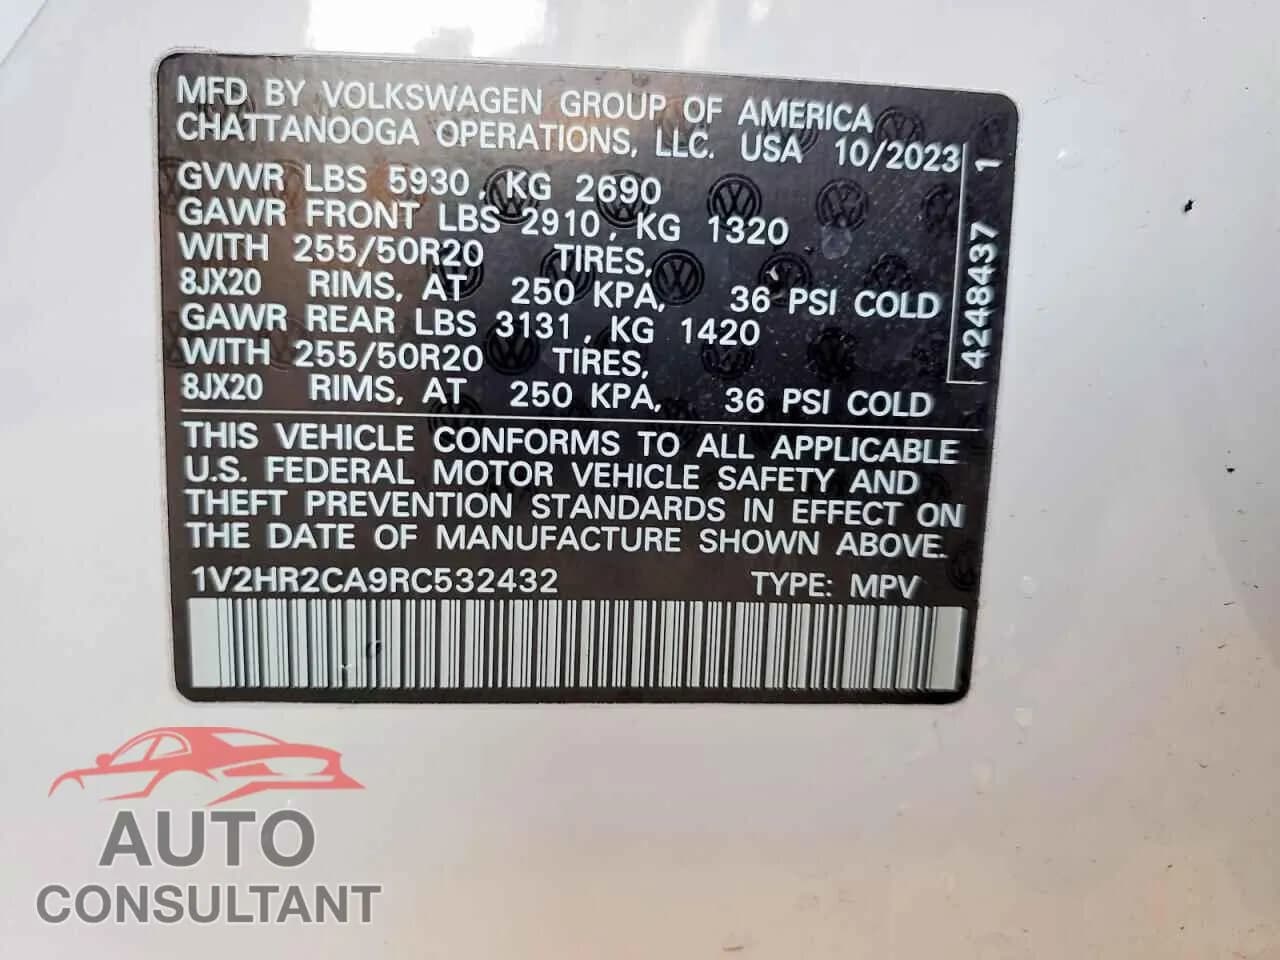 MFD BY VOLKSWAGEN GROUP OF AMERICA
CHATTANOOGA OPERATIONS, LLC. USA 10/2023
GVWR LBS 5930, KG 2690
GAWR FRONT LBS 2910, KG 1320
WITH 255/50R20 TIRES,
8JX20 RIMS, AT 250 KPA, 36 PSI COLD
GAWR REAR LBS 3131, KG 1420
WITH 255/50R20 TIRES,
8JX20 RIMS, AT 250 KPA, 36 PSI COLD
4248437 1
THIS VEHICLE CONFORMS TO ALL APPLICABLE
U.S. FEDERAL MOTOR VEHICLE SAFETY AND
THEFT PREVENTION STANDARDS IN EFFECT ON
THE DATE OF MANUFACTURE SHOWN ABOVE.
1V2HR2CA9RC532432 TYPE: MPV
AUTO
CONSULTANT